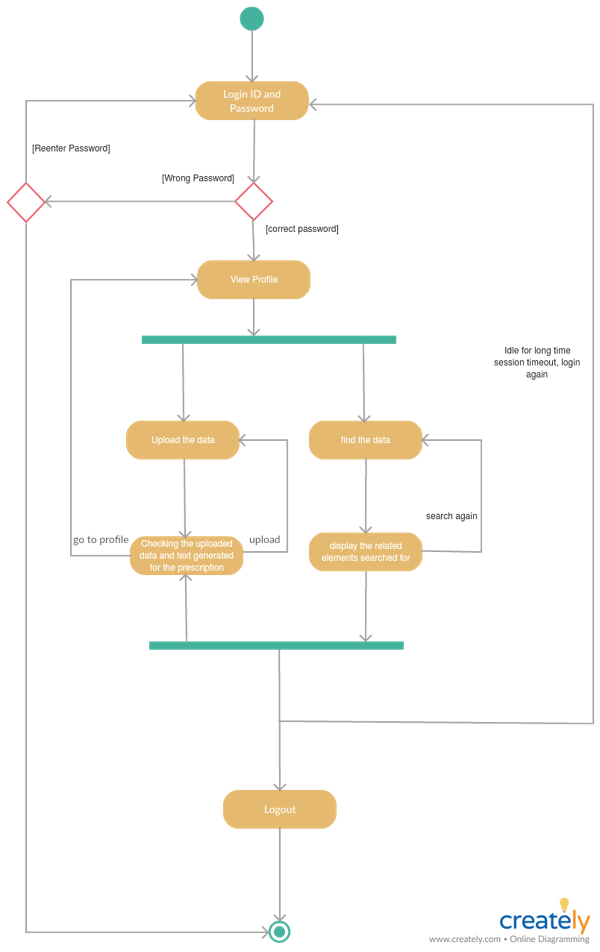 Login ID and
Password
[Reenter Password]
[Wrong Password]
[correct password]
View Profile
Idle for long time
session timeout, login
again
Upload the data
find the data
search again
go to profile
Checking the uploaded
data and text generated
for the prescription
upload
display the related
elements searched for
Logout
creately
www.creately.com • Online Diagramming